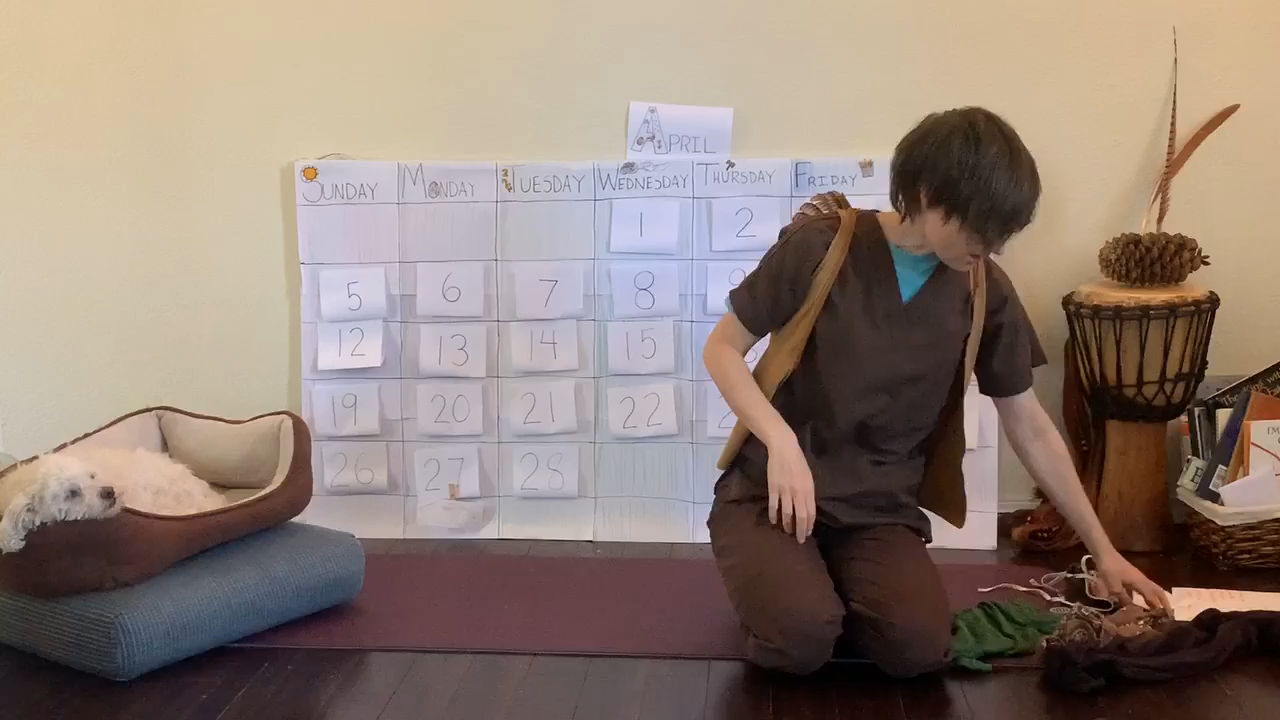 APRIL
SUNDAY MONDAY TUESDAY WEDNESDAY THURSDAY FRIDAY
1 2
5 6 7 8 9
12 13 14 15
19 20 21 22
26 27 28